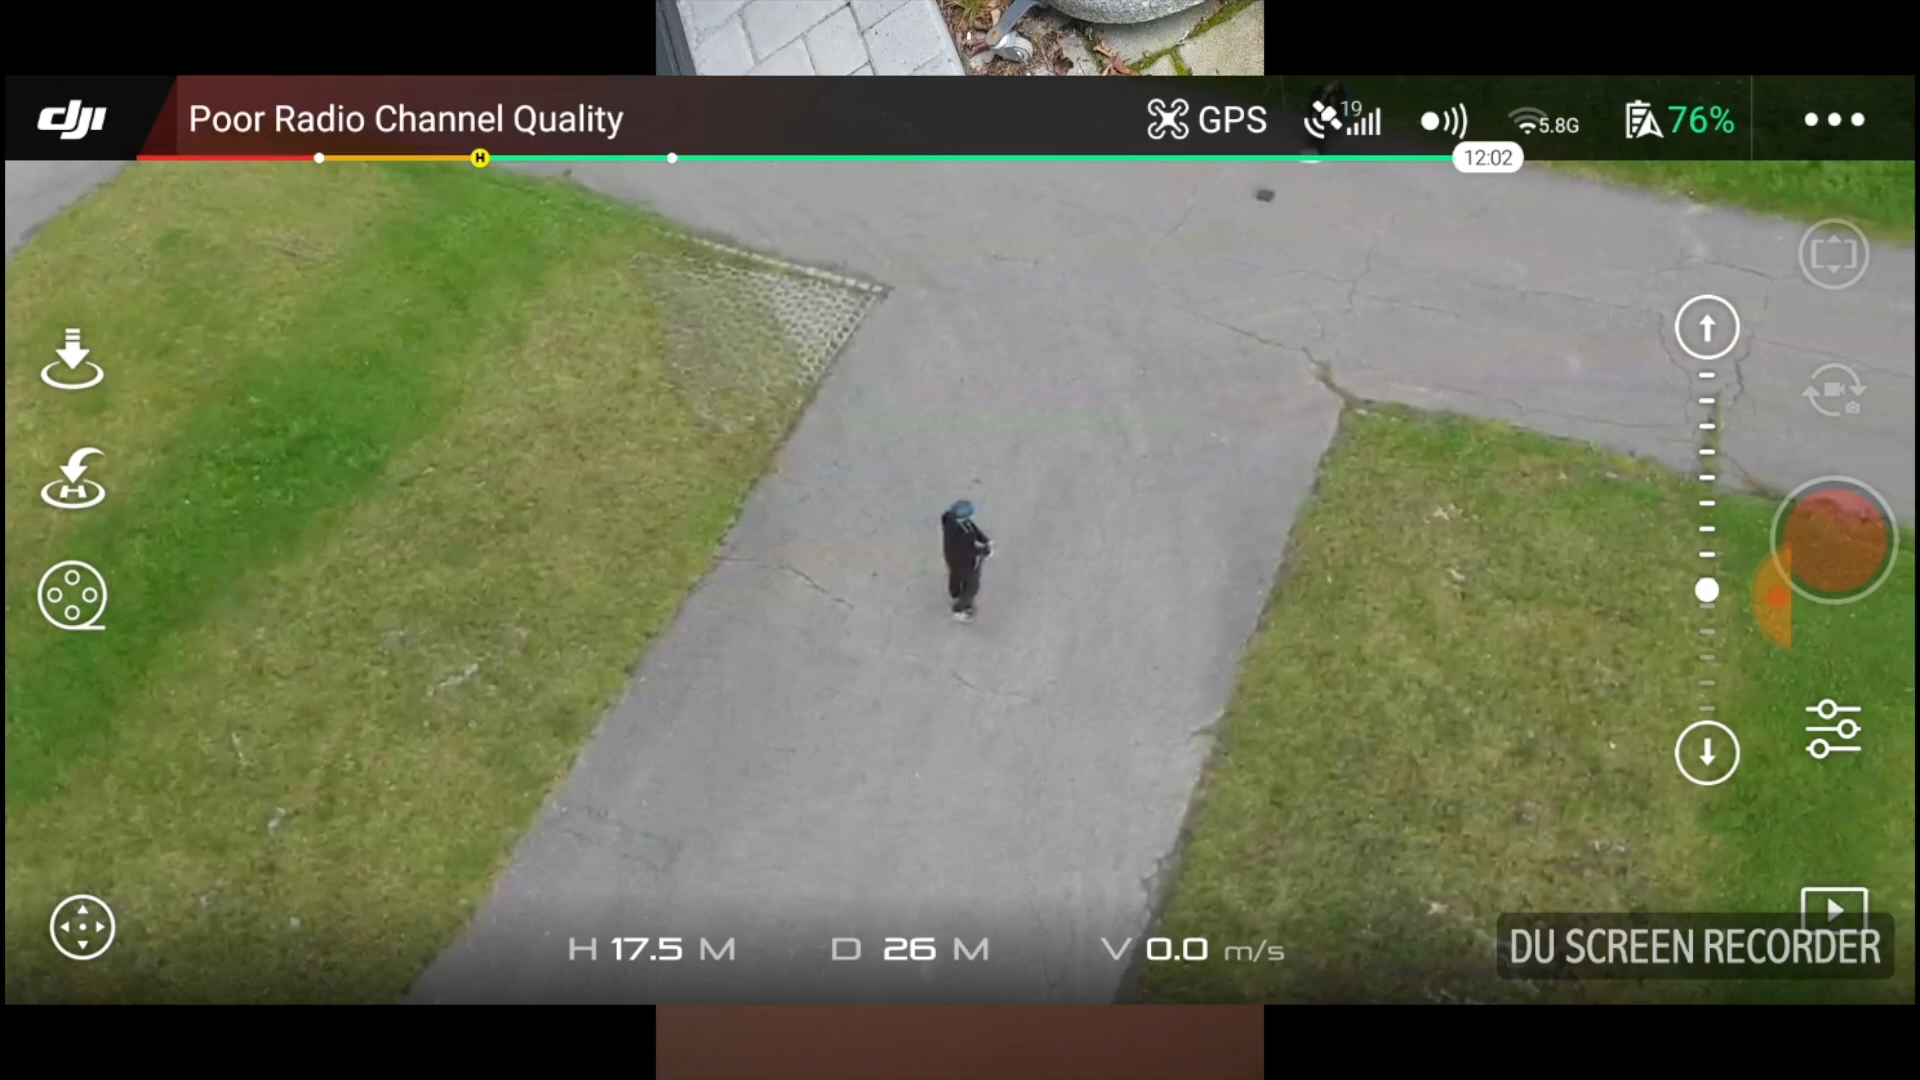 dji
Poor Radio Channel Quality
GPS
19
5.8G
76%
H
12:02
H 17.5 M
D 26 M
V 0.0 m/s
DU SCREEN RECORDER